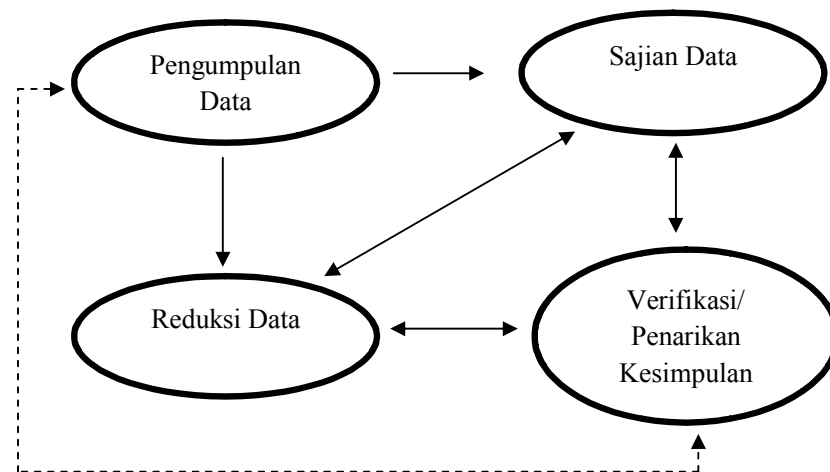 Pengumpulan
Data
Sajian Data
Reduksi Data
Verifikasi/
Penarikan
Kesimpulan